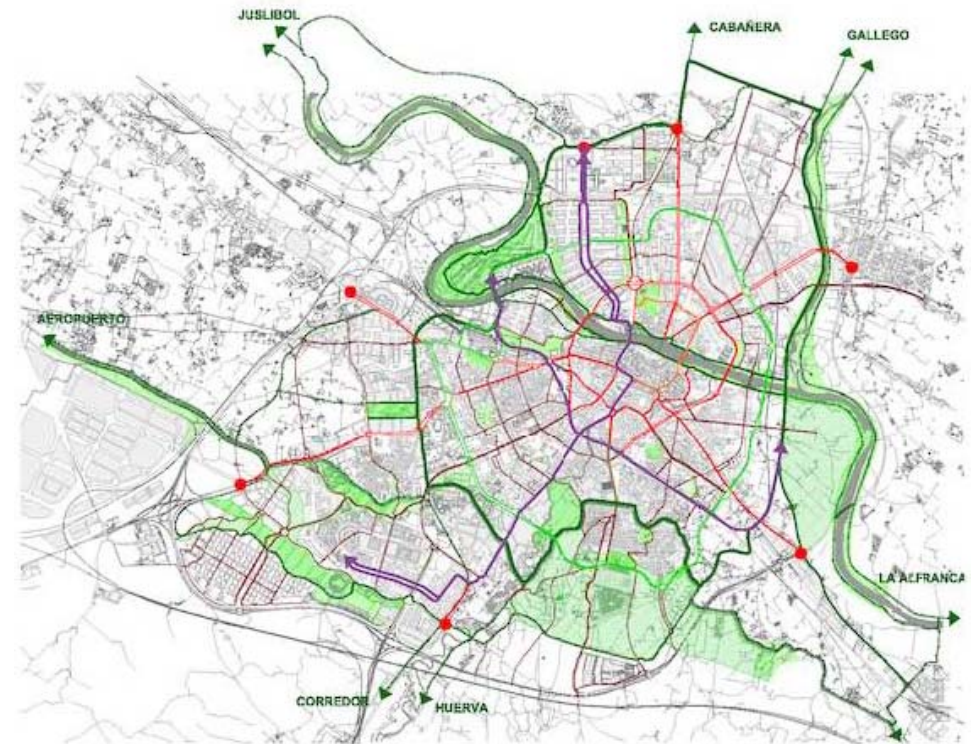 JUSLIBOL
CABAÑERA
GALLEGO
AEROPUERTO
LA ALFRANCA
CORREDOR
HUERVA